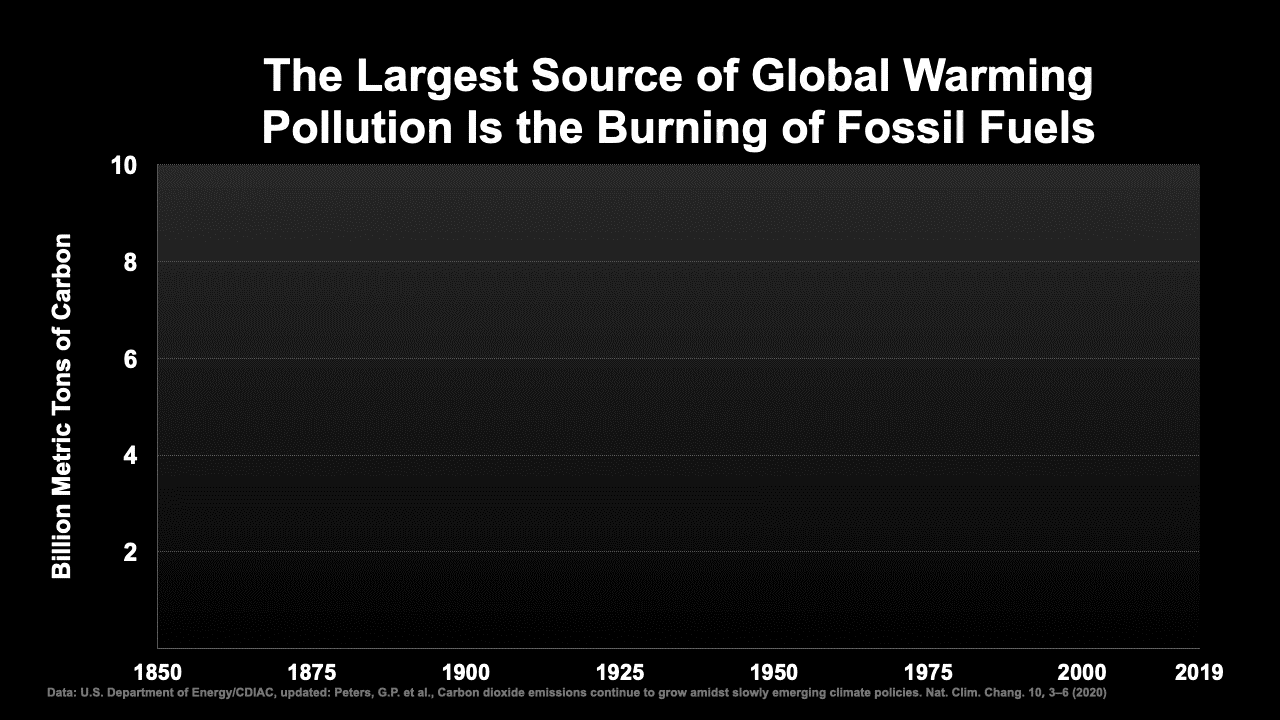 The Largest Source of Global Warming
Pollution Is the Burning of Fossil Fuels
Billion Metric Tons of Carbon
10
8
6
4
2
1850 1875 1900 1925 1950 1975 2000 2019
Data: U.S. Department of Energy/CDIAC, updated: Peters, G.P. et al., Carbon dioxide emissions continue to grow amidst slowly emerging climate policies. Nat. Clim. Chang. 10, 3–6 (2020)